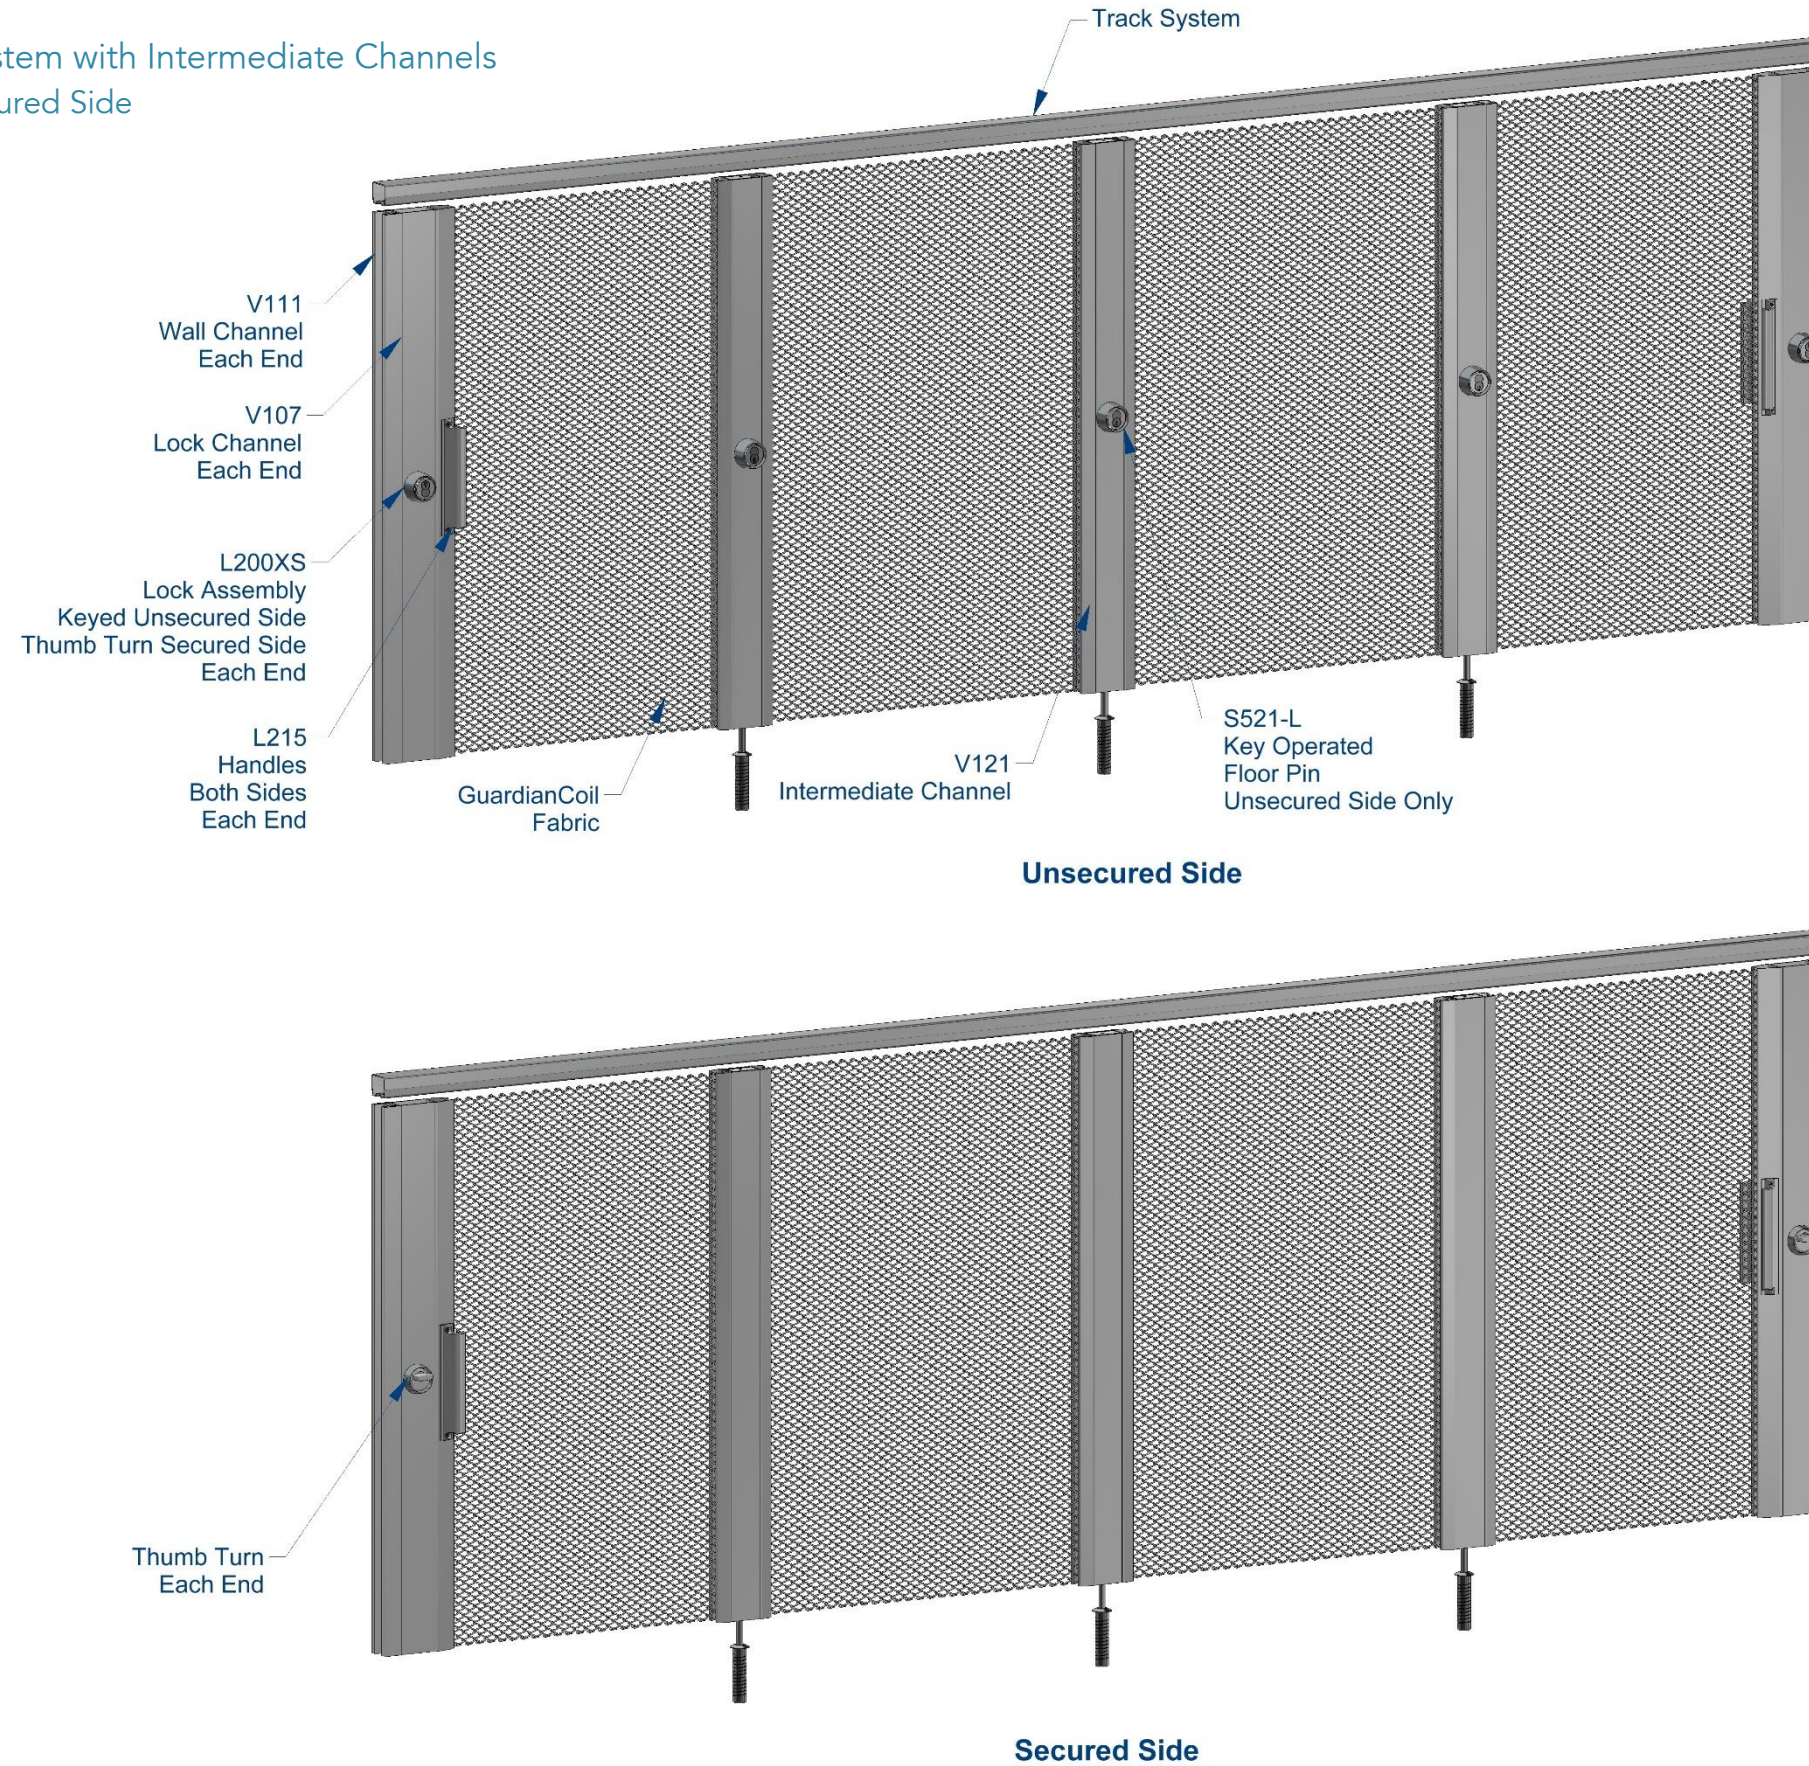 Track System
with Intermediate Channels
Side
V111
Wall Channel
Each End
V107
Lock Channel
Each End
L200XS
Lock Assembly
Keyed Unsecured Side
Thumb Turn Secured Side
Each End
L215
Handles
Both Sides
Each End
GuardianCoil
Fabric
V121
Intermediate Channel
S521-L
Key Operated
Floor Pin
Unsecured Side Only
Unsecured Side
Thumb Turn
Each End
Secured Side